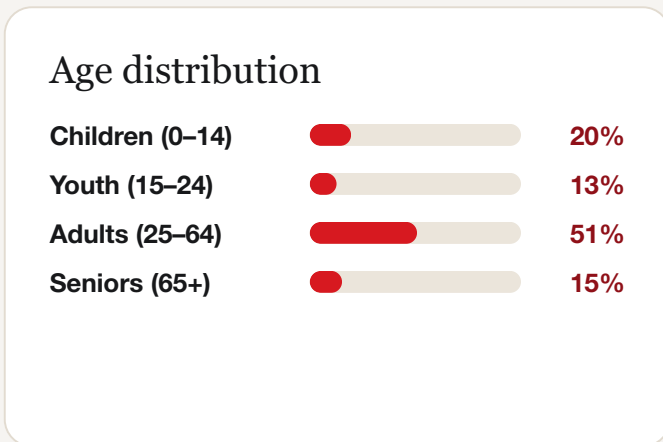 Age distribution
Children (0–14) 20%
Youth (15–24) 13%
Adults (25–64) 51%
Seniors (65+) 15%